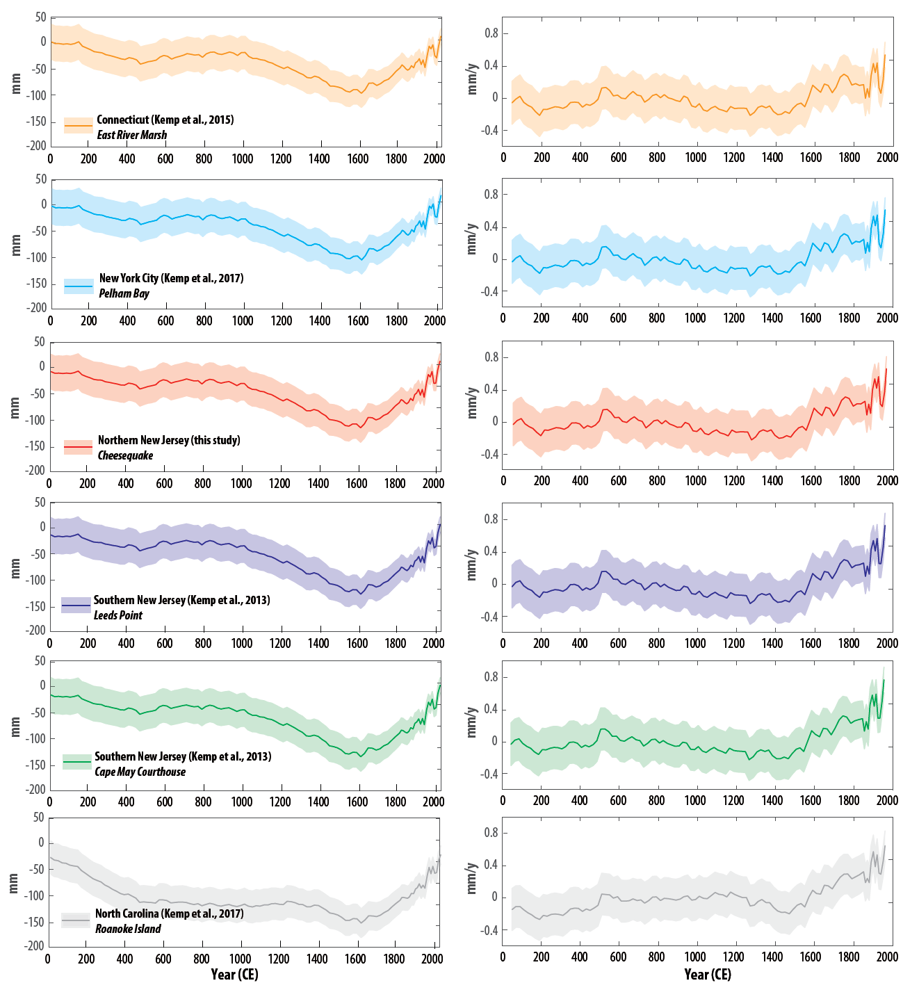 50
0
-50
-100
-150
-200
mm
Connecticut (Kemp et al., 2015)
East River Marsh
0 200 400 600 800 1000 1200 1400 1600 1800 2000
0.8
0.4
0
-0.4
mm/y
0 200 400 600 800 1000 1200 1400 1600 1800 2000
50
0
-50
-100
-150
-200
mm
New York City (Kemp et al., 2017)
Pelham Bay
0 200 400 600 800 1000 1200 1400 1600 1800 2000
0.8
0.4
0
-0.4
mm/y
0 200 400 600 800 1000 1200 1400 1600 1800 2000
50
0
-50
-100
-150
-200
mm
Northern New Jersey (this study)
Cheesequake
0 200 400 600 800 1000 1200 1400 1600 1800 2000
0.8
0.4
0
-0.4
mm/y
0 200 400 600 800 1000 1200 1400 1600 1800 2000
50
0
-50
-100
-150
-200
mm
Southern New Jersey (Kemp et al., 2013)
Leeds Point
0 200 400 600 800 1000 1200 1400 1600 1800 2000
0.8
0.4
0
-0.4
mm/y
0 200 400 600 800 1000 1200 1400 1600 1800 2000
50
0
-50
-100
-150
-200
mm
Southern New Jersey (Kemp et al., 2013)
Cape May Courthouse
0 200 400 600 800 1000 1200 1400 1600 1800 2000
0.8
0.4
0
-0.4
mm/y
0 200 400 600 800 1000 1200 1400 1600 1800 2000
50
0
-50
-100
-150
-200
mm
North Carolina (Kemp et al., 2017)
Roanoke Island
0 200 400 600 800 1000 1200 1400 1600 1800 2000
Year (CE)
0.8
0.4
0
-0.4
mm/y
0 200 400 600 800 1000 1200 1400 1600 1800 2000
Year (CE)